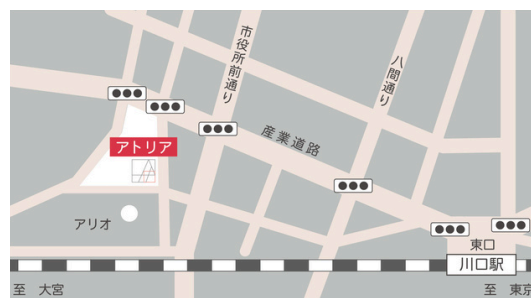 市役所前通り
八間通り
産業道路
アトリア
アリオ
東口
川口駅
至 大宮
至 東京